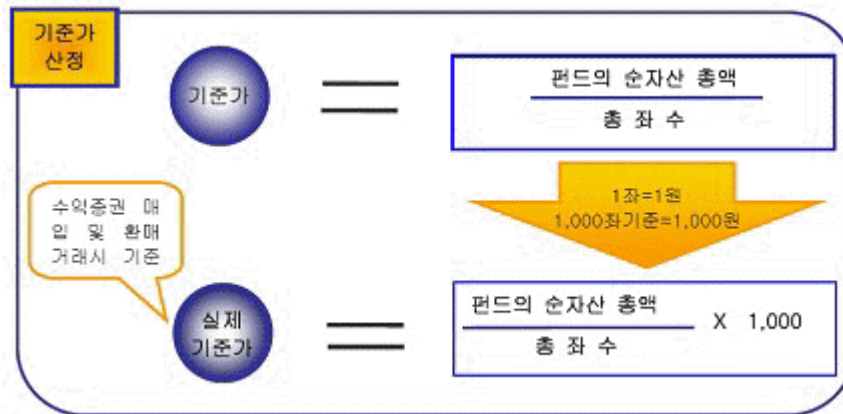 기준가
산정
기준가
펀드의 순자산 총액
총 좌 수
1좌=1원
1,000좌기준=1,000원
수익증권 매
입 및 환매
거래시 기준
실제
기준가
펀드의 순자산 총액
총 좌 수
X 1,000